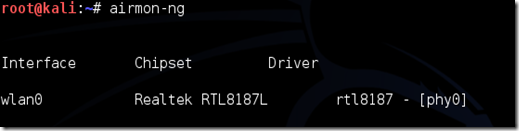 root@kali:~# airmon-ng
Interface Chipset Driver
wlan0 Realtek RTL8187L rtl8187 - [phy0]